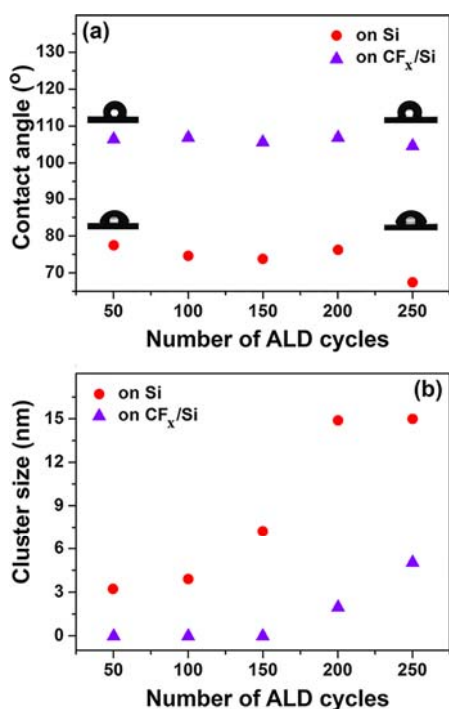 (a)
on Si
on CFx/Si
Contact angle (º)
130
120
110
100
90
80
70
50 100 150 200 250
Number of ALD cycles
(b)
on Si
on CFx/Si
Cluster size (nm)
15
12
9
6
3
0
50 100 150 200 250
Number of ALD cycles